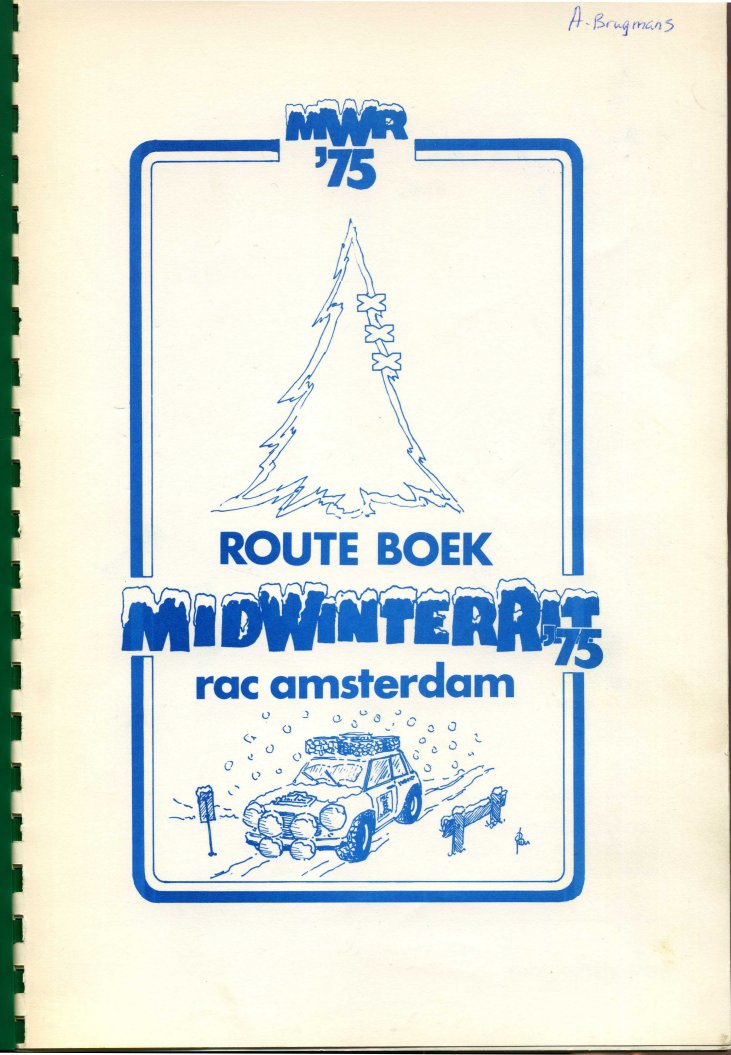 A. Brugmans
MWR
'75
ROUTE BOEK
MIDWINTERRIT
'75
rac amsterdam